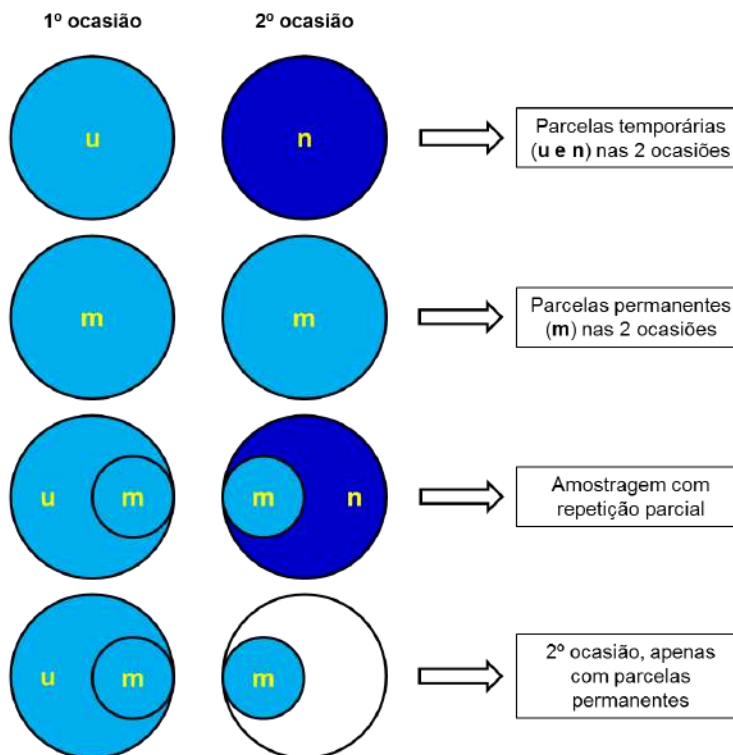 1º ocasião 2º ocasião
u n
Parcelas temporárias
(u e n) nas 2 ocasiões
m m
Parcelas permanentes
(m) nas 2 ocasiões
u m m n
Amostragem com
repetição parcial
u m m
2º ocasião, apenas
com parcelas
permanentes